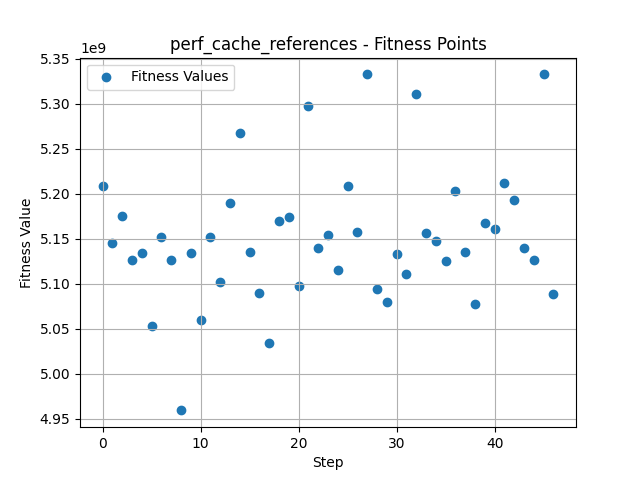 perf_cache_references - Fitness Points
1e9
5.35
5.30
5.25
5.20
5.15
5.10
5.05
5.00
4.95
Fitness Value
Fitness Values
0 10 20 30 40
Step